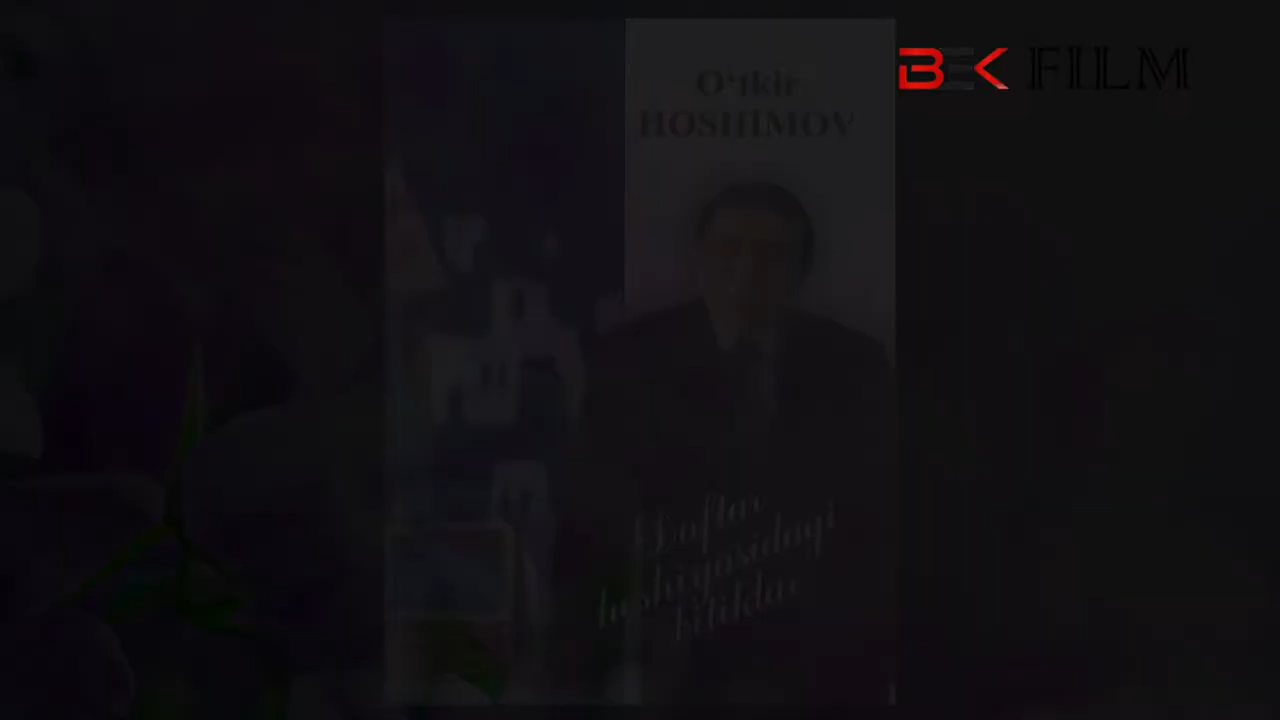 O'tkir
HOSHIMOV
BEK FILM
Daftar
hoshiyasidagi
bitiklar